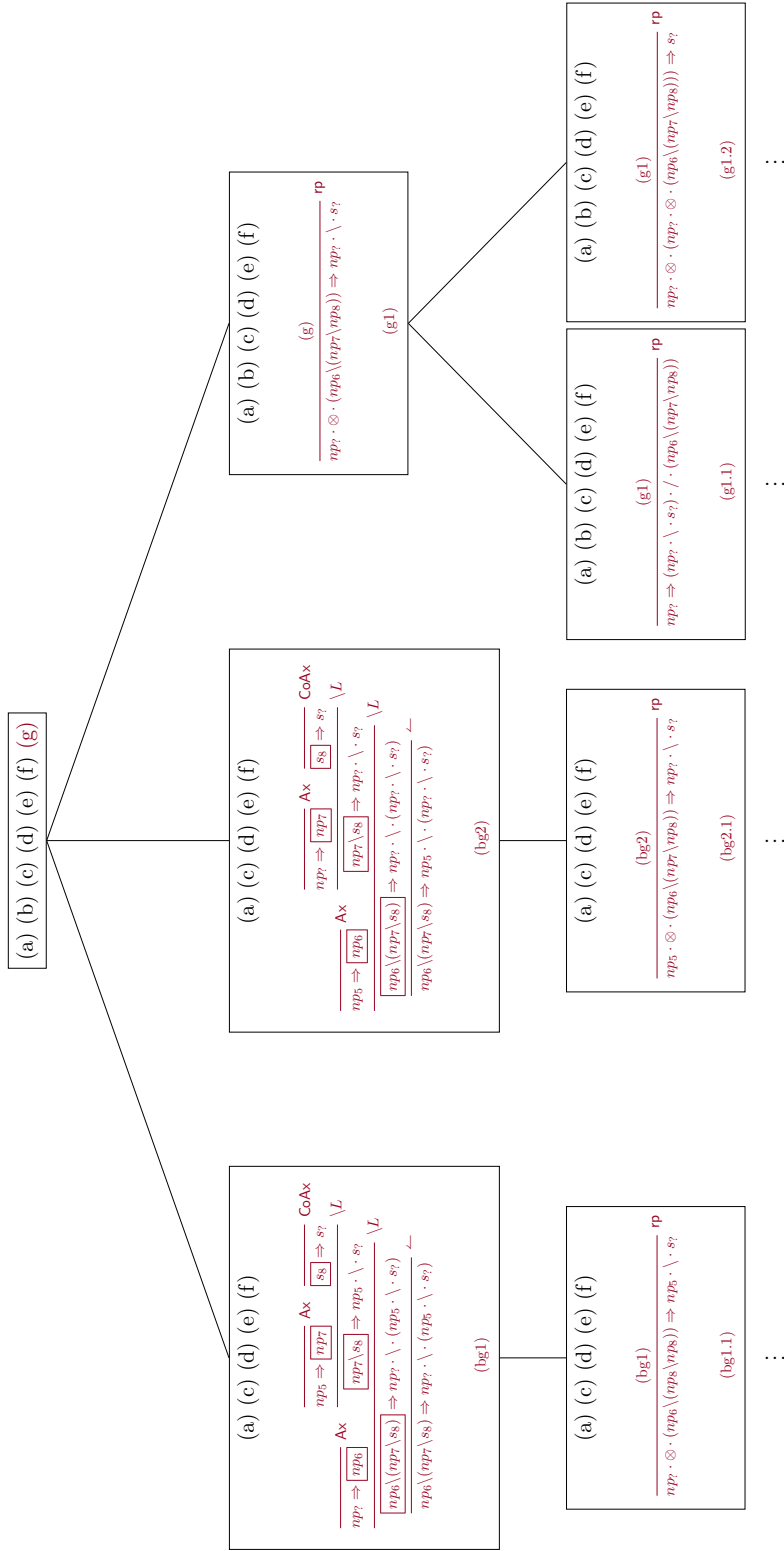 (a) (b) (c) (d) (e) (f) (g)
(a) (c) (d) (e) (f)
np₅ ⇒ np₇ Ax s₈ ⇒ s? CoAx
np? ⇒ np₆ Ax np₇\s₈ ⇒ np₅ · \ · s? \L
np₆\(np₇\s₈) ⇒ np? · \ · (np₅ · \ · s?) \L
np₆\(np₇\s₈) ⇒ np? · \ · (np₅ · \ · s?) ↼
(bg1)
(a) (c) (d) (e) (f)
np? ⇒ np₇ Ax s₈ ⇒ s? CoAx
np₅ ⇒ np₆ Ax np₇\s₈ ⇒ np? · \ · s? \L
np₆\(np₇\s₈) ⇒ np? · \ · (np? · \ · s?) \L
np₆\(np₇\s₈) ⇒ np₅ · \ · (np? · \ · s?) ↼
(bg2)
(a) (b) (c) (d) (e) (f)
(g)
np? · ⊗ · (np₆\(np₇\np₈)) ⇒ np? · \ · s? rp
(g1)
(a) (c) (d) (e) (f)
(bg1)
np? · ⊗ · (np₆\(np₈\np₈)) ⇒ np₅ · \ · s? rp
(bg1.1)
⋮
(a) (c) (d) (e) (f)
(bg2)
np₅ · ⊗ · (np₆\(np₇\np₈)) ⇒ np? · \ · s? rp
(bg2.1)
⋮
(a) (b) (c) (d) (e) (f)
(g1)
np? ⇒ (np? · \ · s?) · / · (np₆\(np₇\np₈)) rp
(g1.1)
⋮
(a) (b) (c) (d) (e) (f)
(g1)
np? · ⊗ · (np? · ⊗ · (np₆\(np₇\np₈))) ⇒ s? rp
(g1.2)
⋮